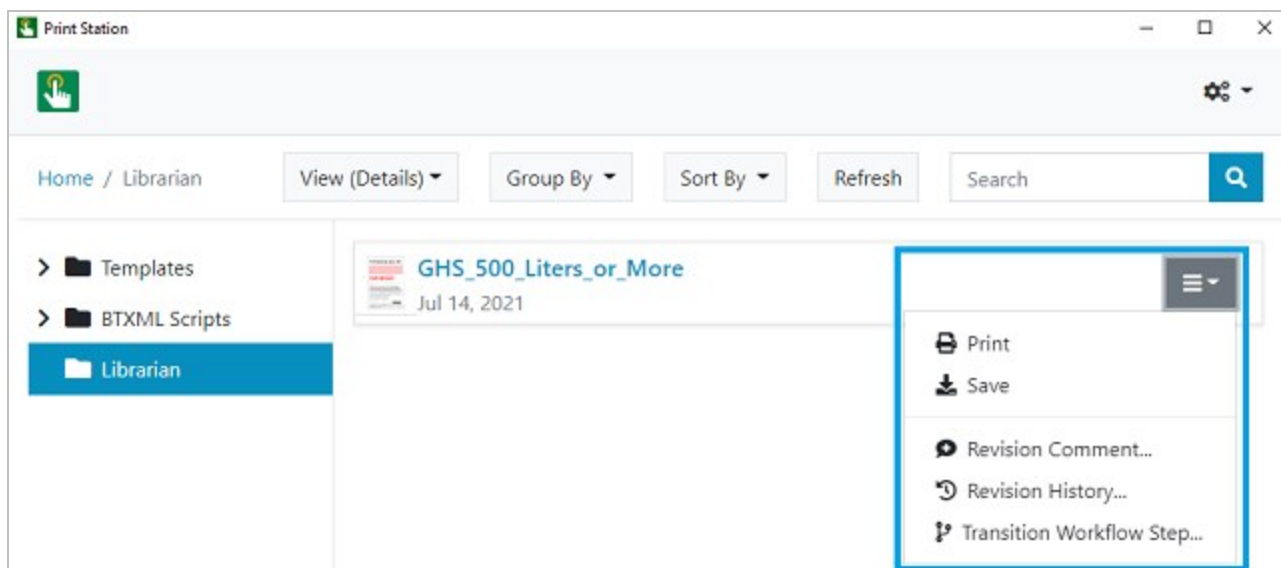 Print Station
Home / Librarian
View (Details)
Group By
Sort By
Refresh
Search
Templates
BTXML Scripts
Librarian
GHS_500_Liters_or_More
Jul 14, 2021
Print
Save
Revision Comment...
Revision History...
Transition Workflow Step...